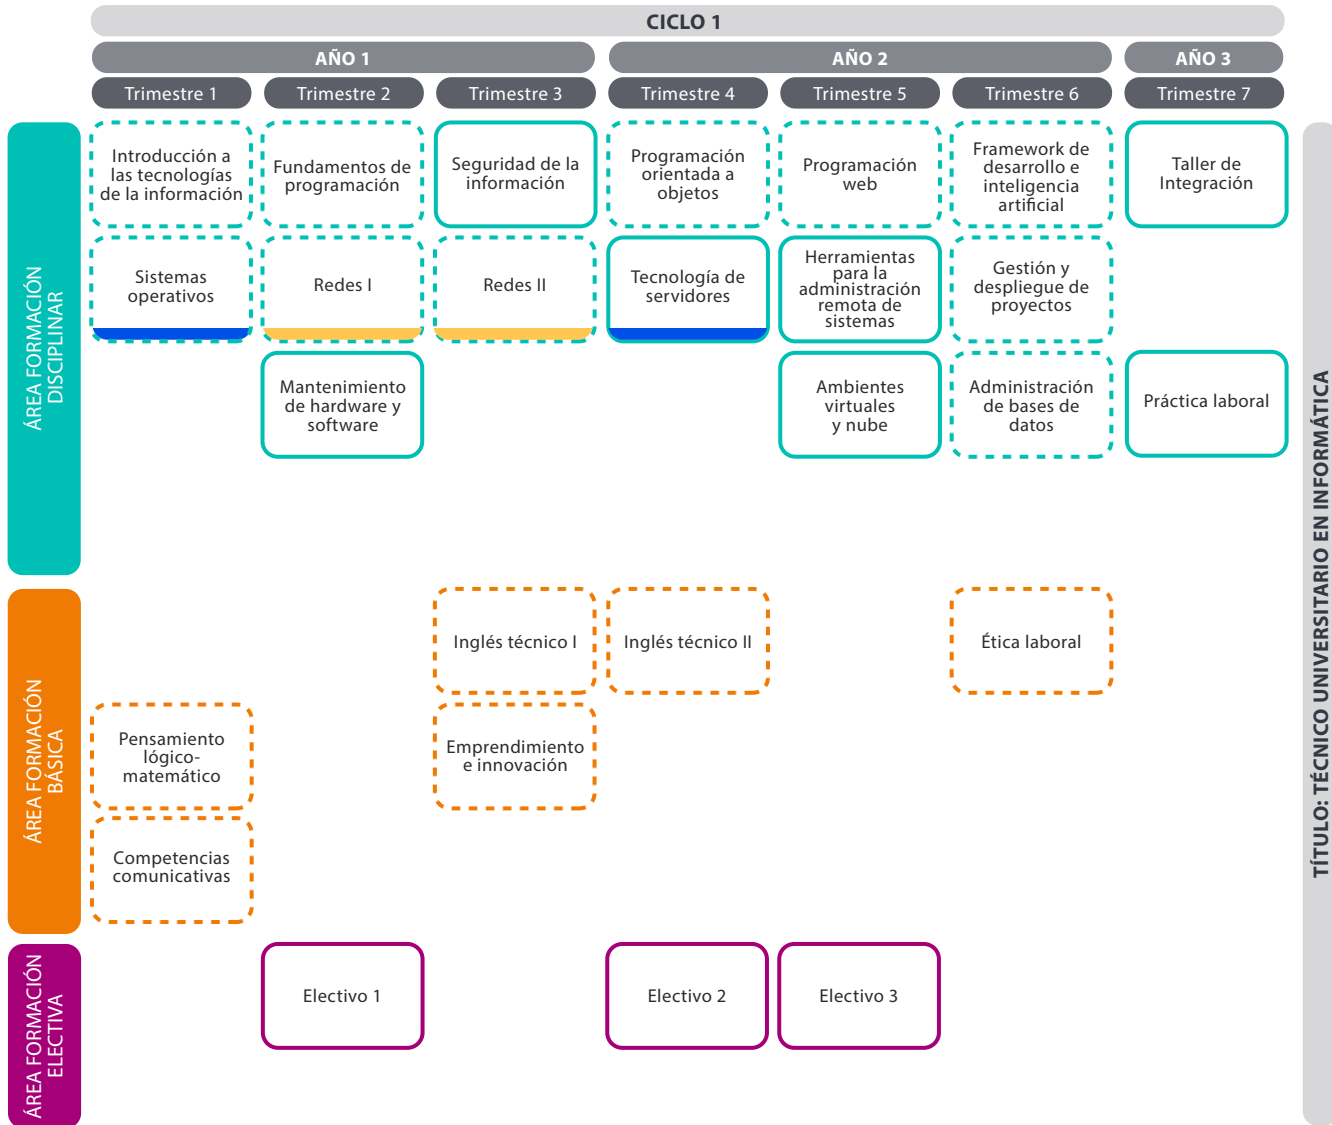 CICLO 1
AÑO 1
AÑO 2
AÑO 3
Trimestre 1
Trimestre 2
Trimestre 3
Trimestre 4
Trimestre 5
Trimestre 6
Trimestre 7
ÁREA FORMACIÓN
DISCIPLINAR
Introducción a
las tecnologías
de la información
Fundamentos de
programación
Seguridad de la
información
Programación
orientada a
objetos
Programación
web
Framework de
desarrollo e
inteligencia
artificial
Taller de
Integración
Sistemas
operativos
Redes I
Redes II
Tecnología de
servidores
Herramientas
para la
administración
remota de
sistemas
Gestión y
despliegue de
proyectos
Mantenimiento
de hardware y
software
Ambientes
virtuales
y nube
Administración
de bases de
datos
Práctica laboral
ÁREA FORMACIÓN
BÁSICA
Inglés técnico I
Inglés técnico II
Ética laboral
Pensamiento
lógico-
matemático
Emprendimiento
e innovación
Competencias
comunicativas
ÁREA FORMACIÓN
ELECTIVA
Electivo 1
Electivo 2
Electivo 3
TÍTULO: TÉCNICO UNIVERSITARIO EN INFORMÁTICA